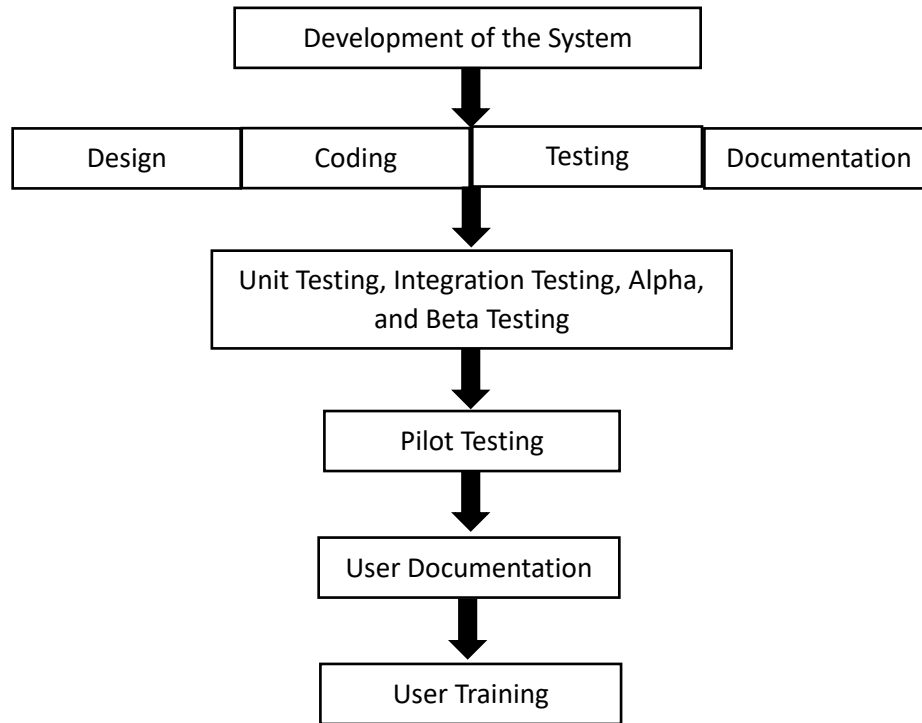 Development of the System
Design
Coding
Testing
Documentation
Unit Testing, Integration Testing, Alpha,
and Beta Testing
Pilot Testing
User Documentation
User Training